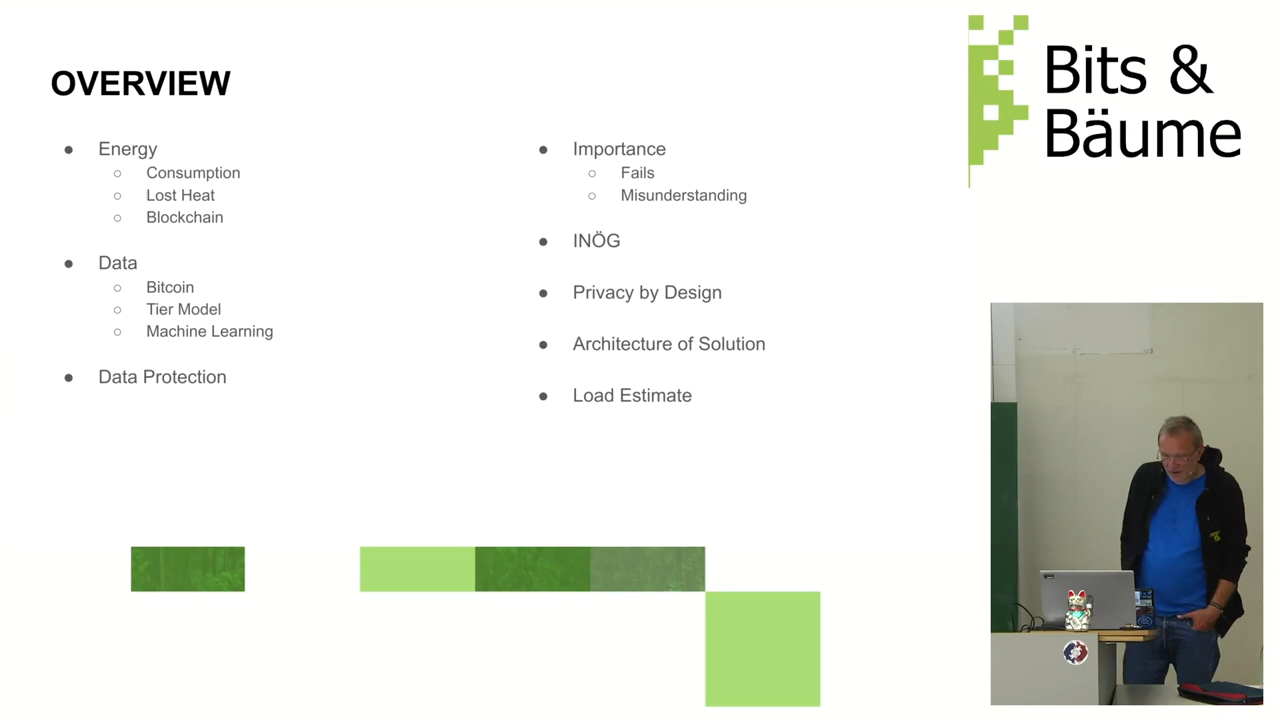 OVERVIEW
● Energy
○ Consumption
○ Lost Heat
○ Blockchain
● Data
○ Bitcoin
○ Tier Model
○ Machine Learning
● Data Protection
● Importance
○ Fails
○ Misunderstanding
● INÖG
● Privacy by Design
● Architecture of Solution
● Load Estimate
Bits &
Bäume